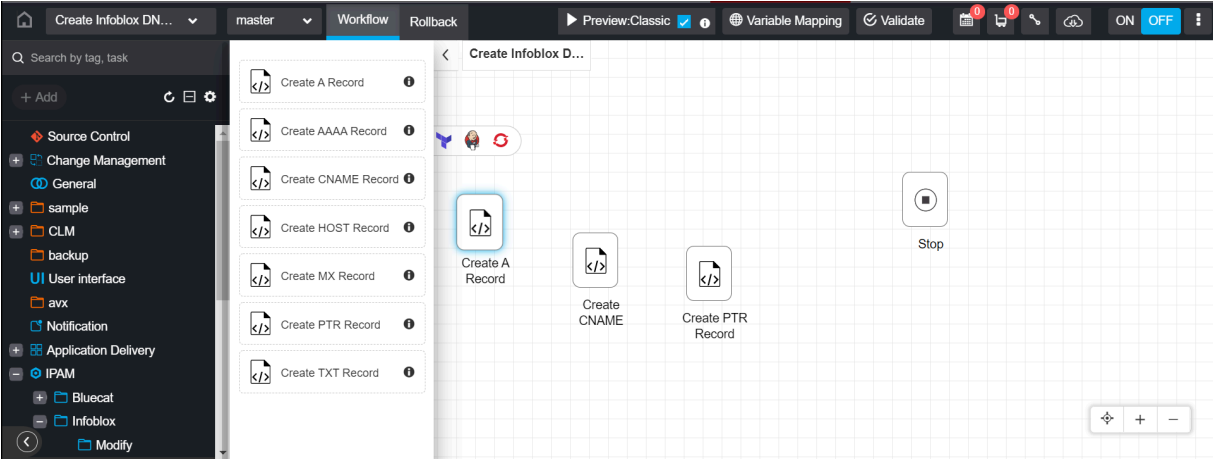 Create Infoblox DN...
master
Workflow
Rollback
Preview:Classic
Variable Mapping
Validate
0
0
ON
OFF
Search by tag, task
+ Add
Source Control
Change Management
General
sample
CLM
backup
UI User interface
avx
Notification
Application Delivery
IPAM
Bluecat
Infoblox
Modify
Create A Record
Create AAAA Record
Create CNAME Record
Create HOST Record
Create MX Record
Create PTR Record
Create TXT Record
Create Infoblox D...
Create A
Record
Create
CNAME
Create PTR
Record
Stop